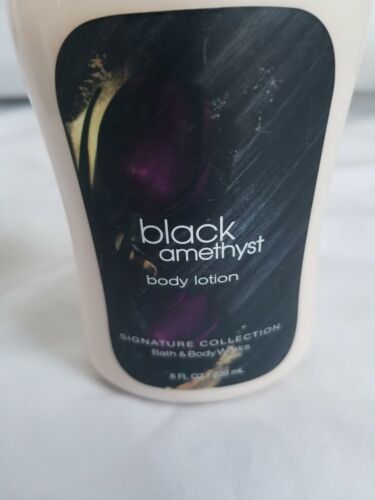 black
amethyst
body lotion
SIGNATURE COLLECTION
Bath & Body Works
8 FL OZ / 236 mL